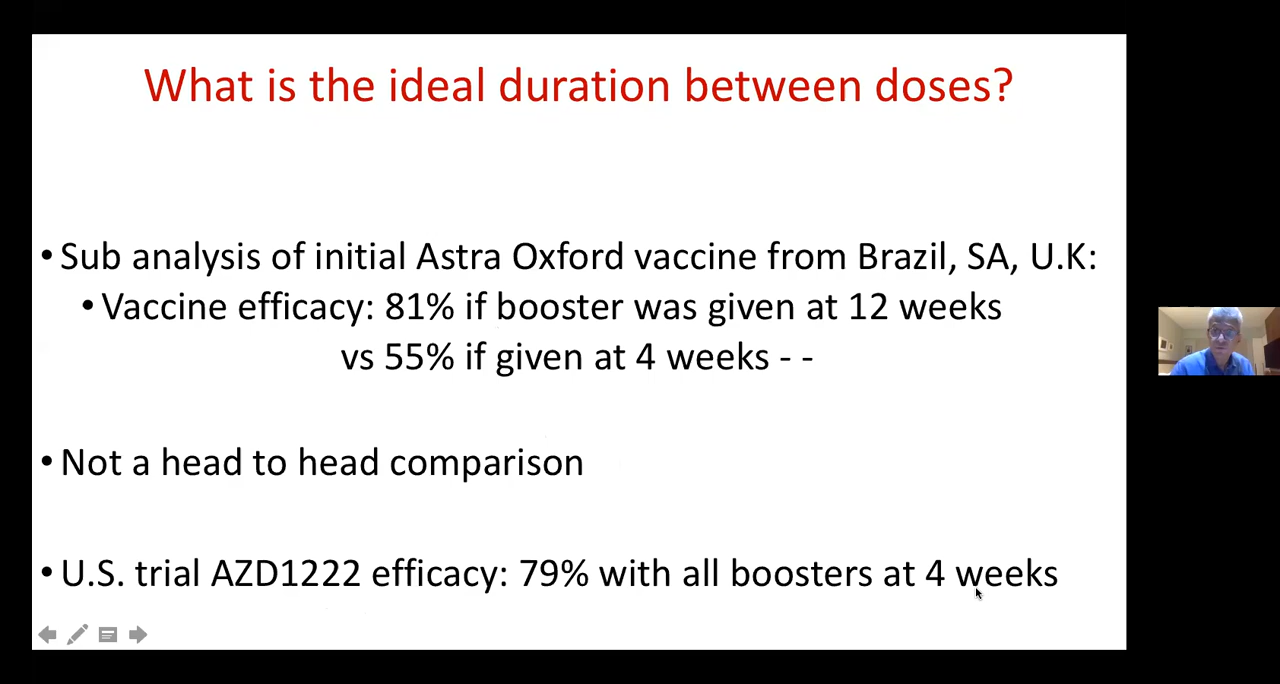 What is the ideal duration between doses?
• Sub analysis of initial Astra Oxford vaccine from Brazil, SA, U.K:
• Vaccine efficacy: 81% if booster was given at 12 weeks
vs 55% if given at 4 weeks - -
• Not a head to head comparison
• U.S. trial AZD1222 efficacy: 79% with all boosters at 4 weeks